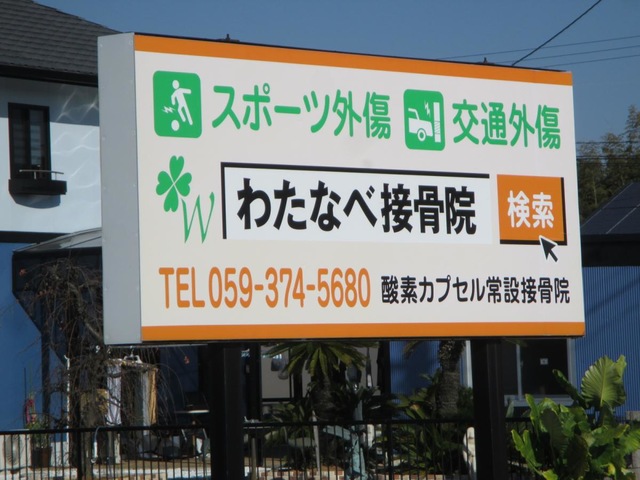 スポーツ外傷 交通外傷
W わたなべ接骨院 検索
TEL 059-374-5680 酸素カプセル常設接骨院